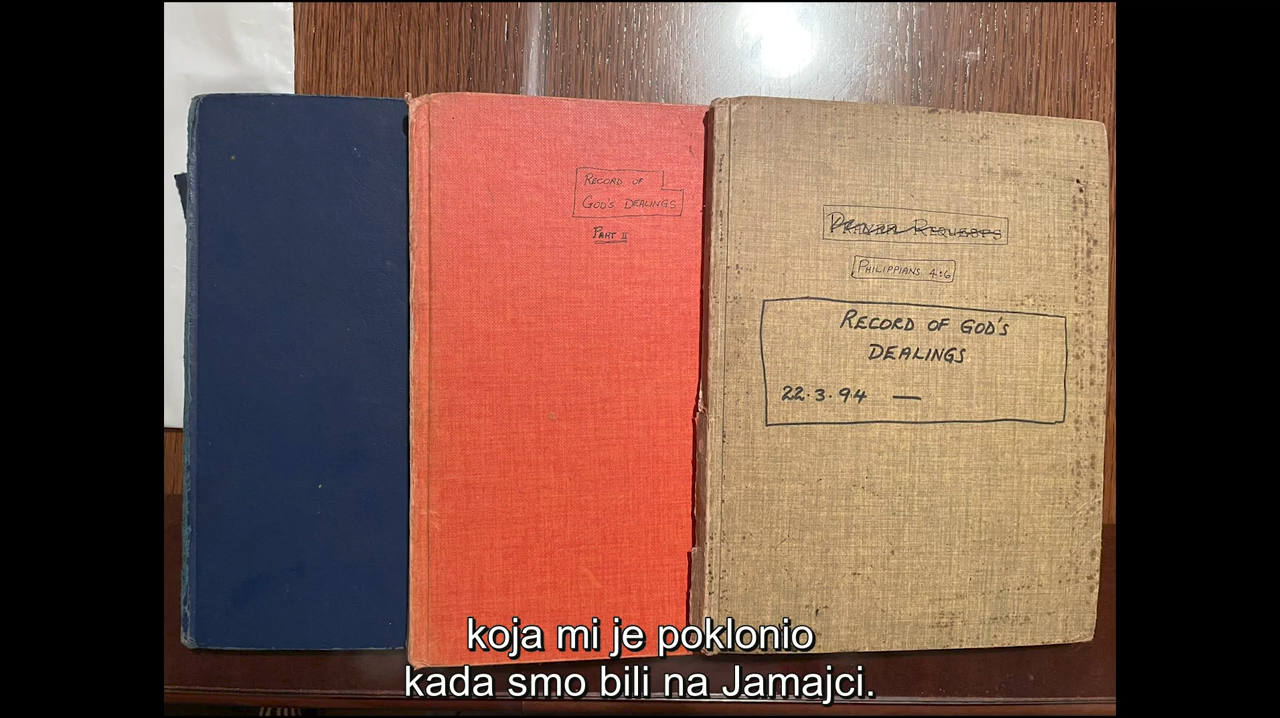 RECORD OF
GOD'S DEALINGS
PART II
PRAYER REQUESTS
PHILIPPIANS 4:6
RECORD OF GOD'S
DEALINGS
22.3.94 —
koja mi je poklonio
kada smo bili na Jamajci.